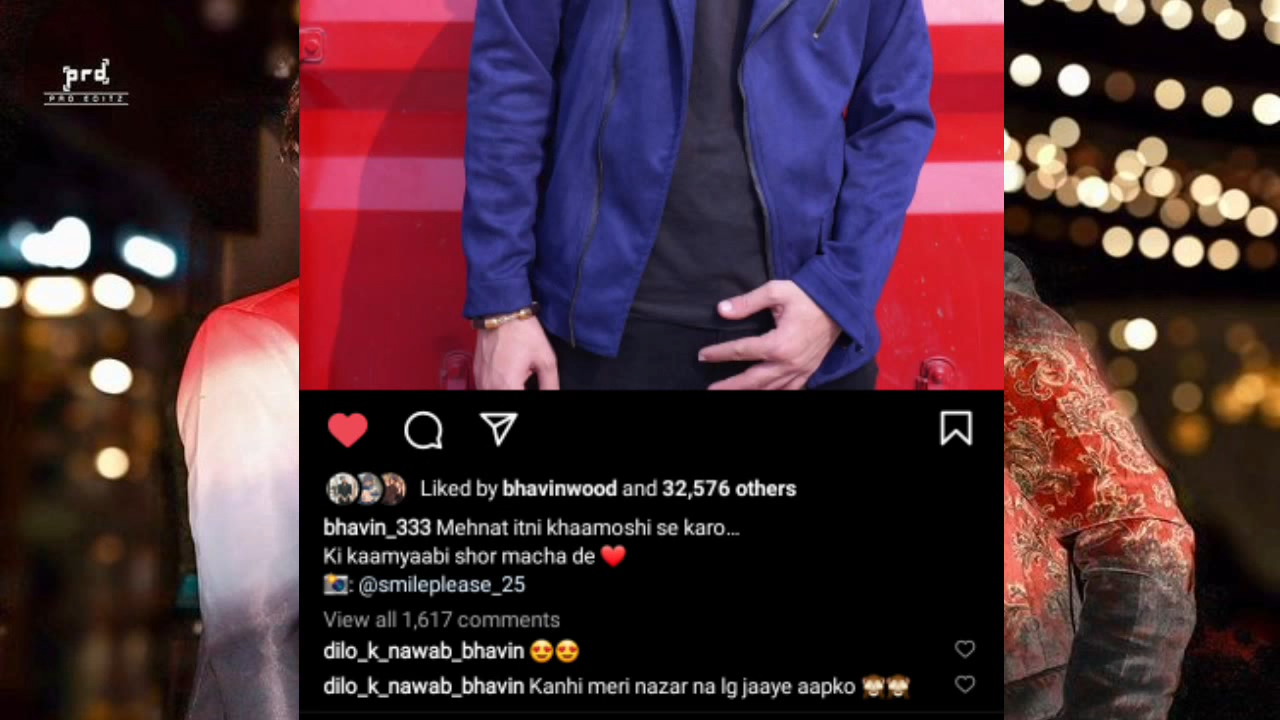 prd
PRD EDITZ
Liked by bhavinwood and 32,576 others
bhavin_333 Mehnat itni khaamoshi se karo...
Ki kaamyaabi shor macha de ❤️
📸: @smileplease_25
View all 1,617 comments
dilo_k_nawab_bhavin 😍😍
dilo_k_nawab_bhavin Kanhi meri nazar na lg jaaye aapko 🙈🙈